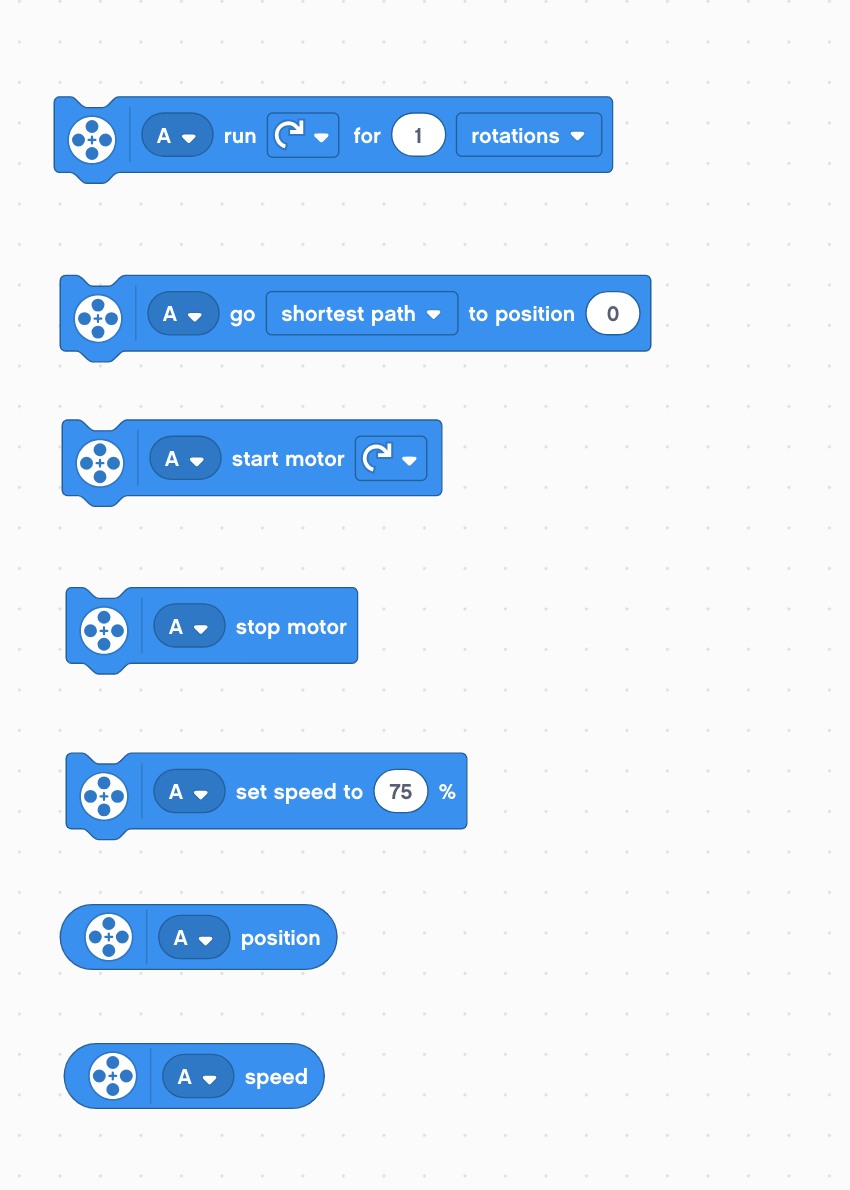 A run for 1 rotations
A go shortest path to position 0
A start motor
A stop motor
A set speed to 75 %
A position
A speed